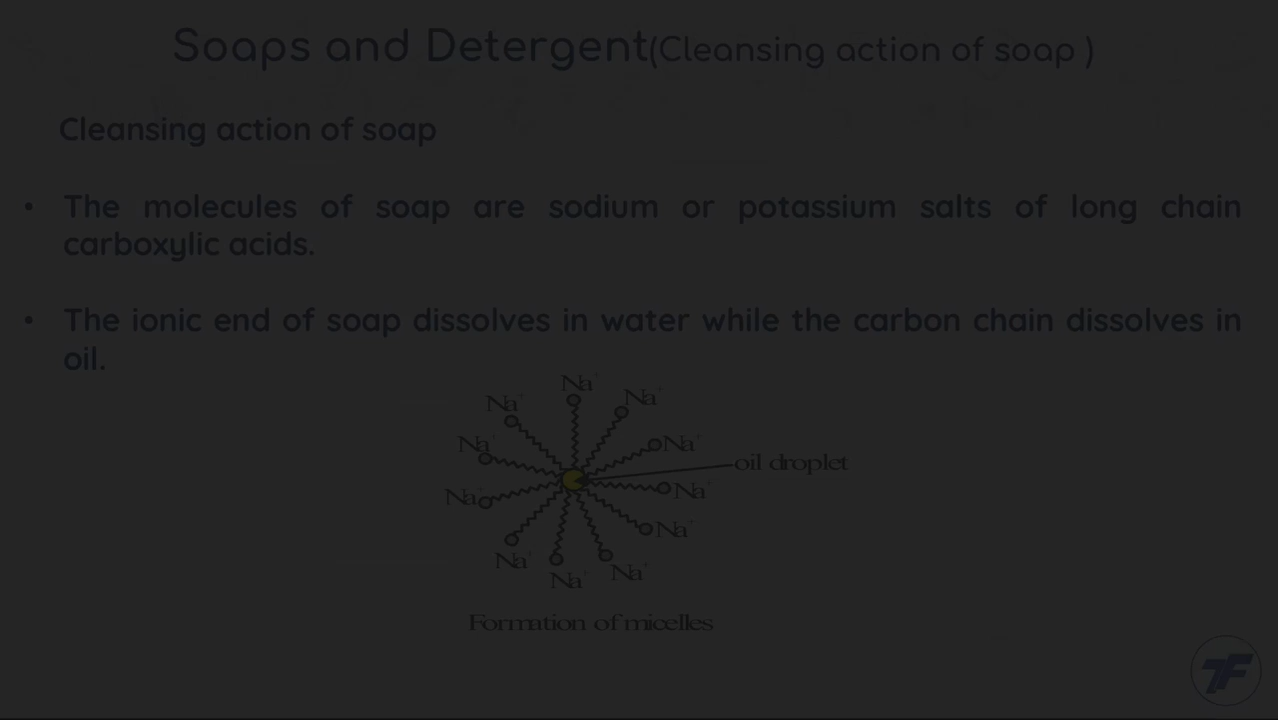 Soaps and Detergent(Cleansing action of soap )
Cleansing action of soap
• The molecules of soap are sodium or potassium salts of long chain
carboxylic acids.
• The ionic end of soap dissolves in water while the carbon chain dissolves in
oil.
Na+
Na+
Na+
Na+
Na+
oil droplet
Na+
Na+
Na+
Na+
Na+
Na+
Formation of micelles
TF